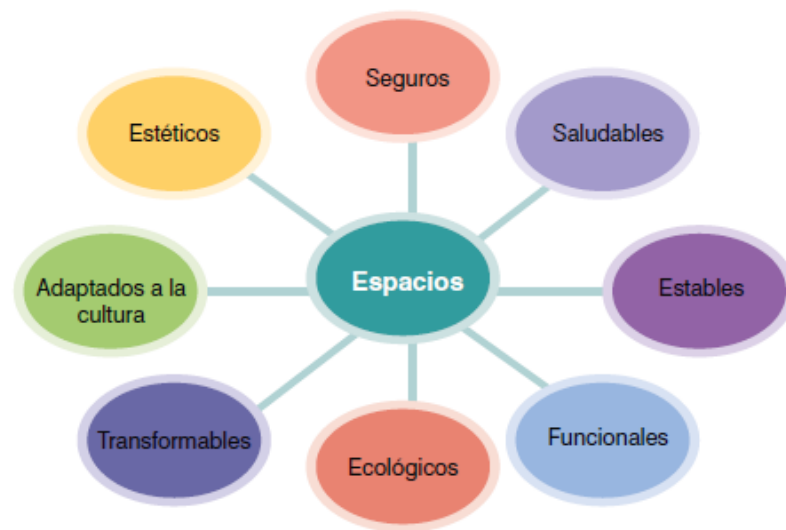 Seguros
Estéticos
Saludables
Espacios
Adaptados a la
cultura
Estables
Transformables
Funcionales
Ecológicos